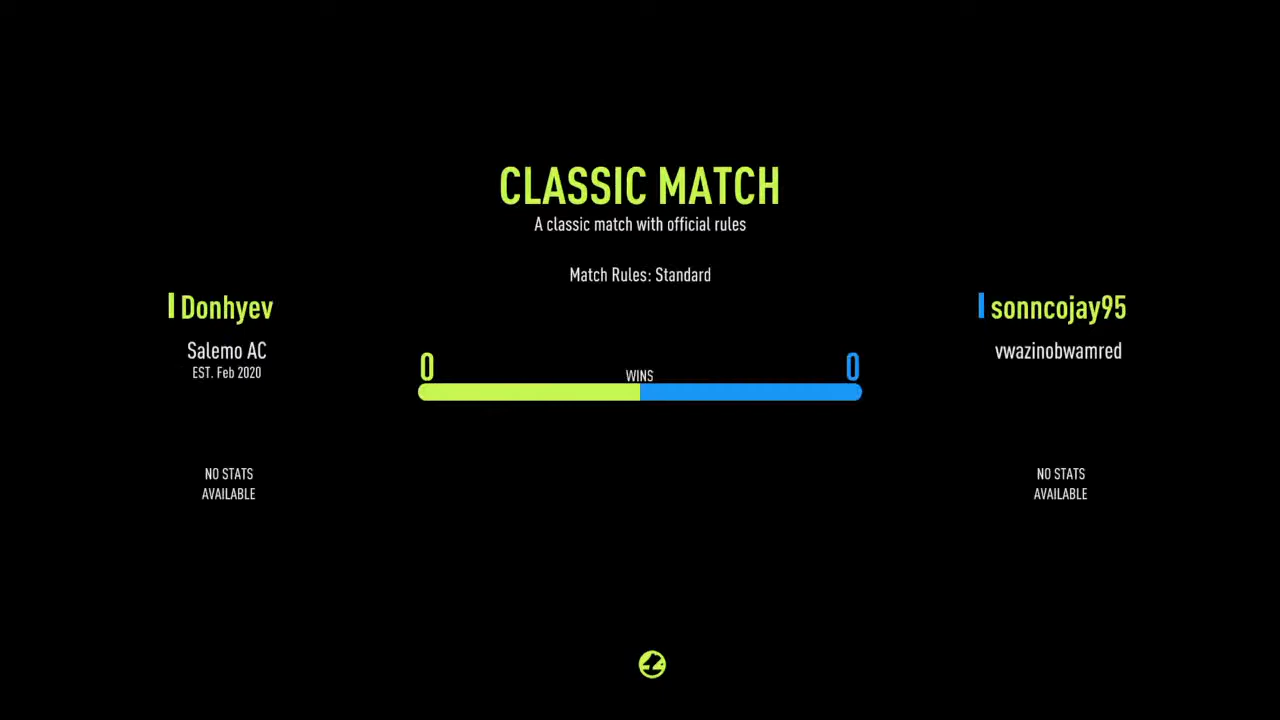 CLASSIC MATCH
A classic match with official rules
Match Rules: Standard
Donhyev
Salemo AC
EST. Feb 2020
NO STATS
AVAILABLE
0
WINS
0
sonncojay95
vwazinobwamred
NO STATS
AVAILABLE